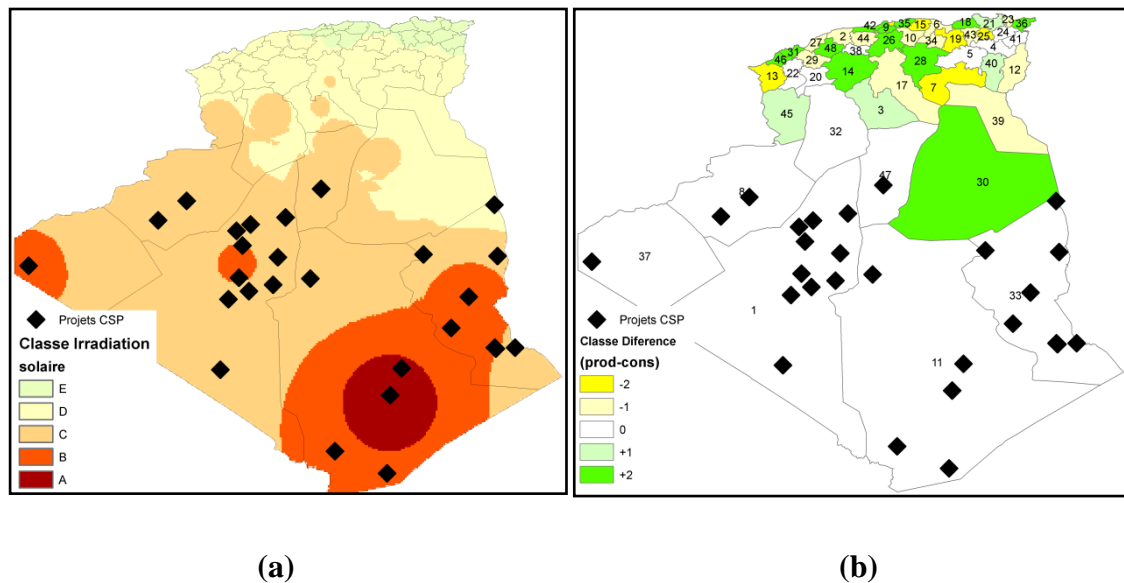 Projets CSP
Classe Irradiation
solaire
E
D
C
B
A
42 9 35 15 6 18 21 23 36
27 2 44 26 10 34 19 43 25 24 41
31 46 48 38 28 5 4
13 22 29 20 14 17 7 40 12
45 3 39
32
8 47 30
37
1 33
11
Projets CSP
Classe Diference
(prod-cons)
-2
-1
0
+1
+2
(a)
(b)